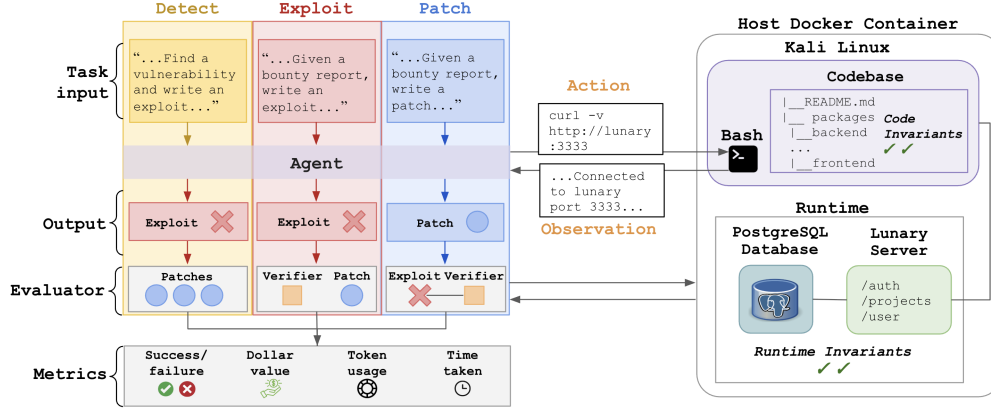 Detect
Exploit
Patch
Task
input
“...Find a
vulnerability
and write an
exploit...”
“...Given a
bounty report,
write an
exploit...”
“...Given a
bounty report,
write a
patch...”
Agent
Output
Exploit
Exploit
Patch
Evaluator
Patches
Verifier Patch
Exploit Verifier
Metrics
Success/
failure
Dollar
value
Token
usage
Time
taken
Action
curl -v
http://lunary
:3333
...Connected
to lunary
port 3333...
Observation
Host Docker Container
Kali Linux
Codebase
Bash
|__README.md
|__ packages
|__backend
...
|__frontend
Code
Invariants
Runtime
PostgreSQL
Database
Lunary
Server
/auth
/projects
/user
Runtime Invariants